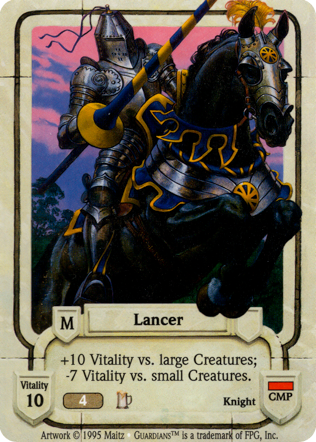 M
Lancer
+10 Vitality vs. large Creatures;
-7 Vitality vs. small Creatures.
Vitality
10
4
Knight
CMP
Artwork © 1995 Maitz • GUARDIANS™ is a trademark of FPG, Inc.